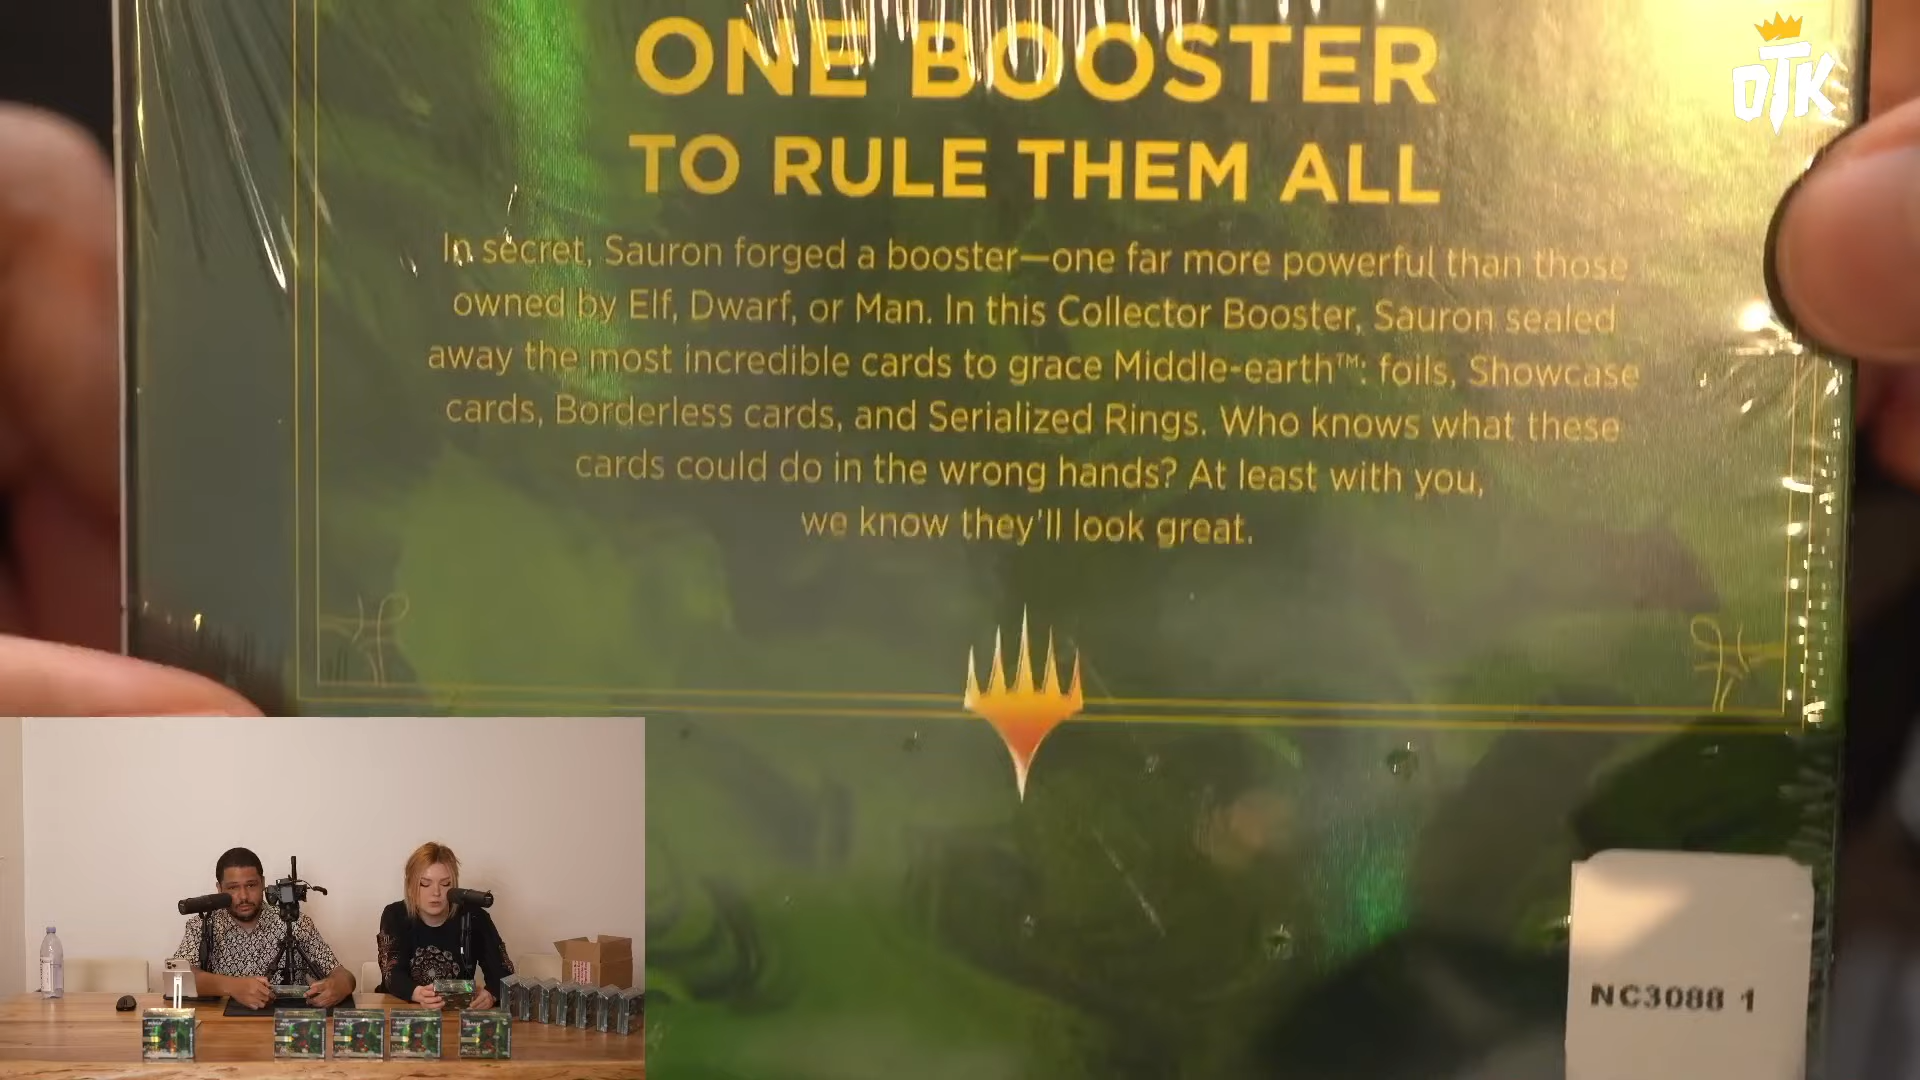 OTK
ONE BOOSTER
TO RULE THEM ALL
In secret, Sauron forged a booster—one far more powerful than those
owned by Elf, Dwarf, or Man. In this Collector Booster, Sauron sealed
away the most incredible cards to grace Middle-earth™: foils, Showcase
cards, Borderless cards, and Serialized Rings. Who knows what these
cards could do in the wrong hands? At least with you,
we know they'll look great.
NC3088 1